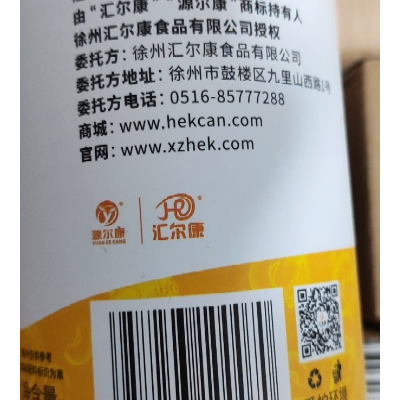 由“汇尔康”“源尔康”商标持有人
徐州汇尔康食品有限公司授权
委托方：徐州汇尔康食品有限公司
委托方地址：徐州市鼓楼区九里山西路1号
委托方电话：0516-85777288
商城：www.hekcan.com
官网：www.xzhek.com
源尔康
YUAN ER KANG
汇尔康